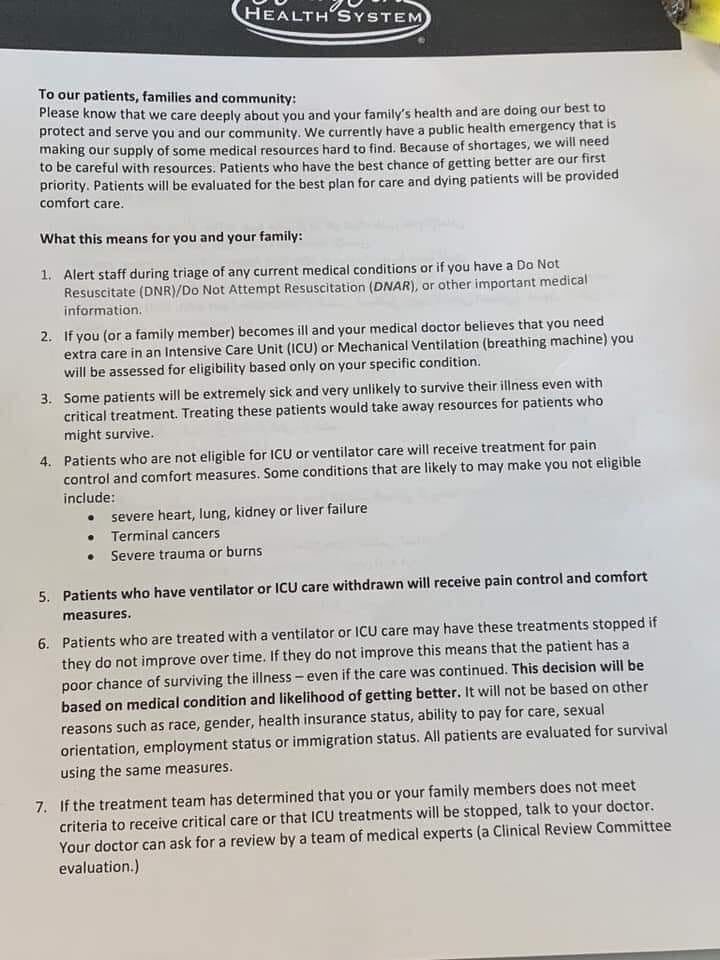 HEALTH SYSTEM
®
To our patients, families and community:
Please know that we care deeply about you and your family's health and are doing our best to
protect and serve you and our community. We currently have a public health emergency that is
making our supply of some medical resources hard to find. Because of shortages, we will need
to be careful with resources. Patients who have the best chance of getting better are our first
priority. Patients will be evaluated for the best plan for care and dying patients will be provided
comfort care.
What this means for you and your family:
1. Alert staff during triage of any current medical conditions or if you have a Do Not
Resuscitate (DNR)/Do Not Attempt Resuscitation (DNAR), or other important medical
information.
2. If you (or a family member) becomes ill and your medical doctor believes that you need
extra care in an Intensive Care Unit (ICU) or Mechanical Ventilation (breathing machine) you
will be assessed for eligibility based only on your specific condition.
3. Some patients will be extremely sick and very unlikely to survive their illness even with
critical treatment. Treating these patients would take away resources for patients who
might survive.
4. Patients who are not eligible for ICU or ventilator care will receive treatment for pain
control and comfort measures. Some conditions that are likely to may make you not eligible
include:
• severe heart, lung, kidney or liver failure
• Terminal cancers
• Severe trauma or burns
5. Patients who have ventilator or ICU care withdrawn will receive pain control and comfort
measures.
6. Patients who are treated with a ventilator or ICU care may have these treatments stopped if
they do not improve over time. If they do not improve this means that the patient has a
poor chance of surviving the illness – even if the care was continued. This decision will be
based on medical condition and likelihood of getting better. It will not be based on other
reasons such as race, gender, health insurance status, ability to pay for care, sexual
orientation, employment status or immigration status. All patients are evaluated for survival
using the same measures.
7. If the treatment team has determined that you or your family members does not meet
criteria to receive critical care or that ICU treatments will be stopped, talk to your doctor.
Your doctor can ask for a review by a team of medical experts (a Clinical Review Committee
evaluation.)